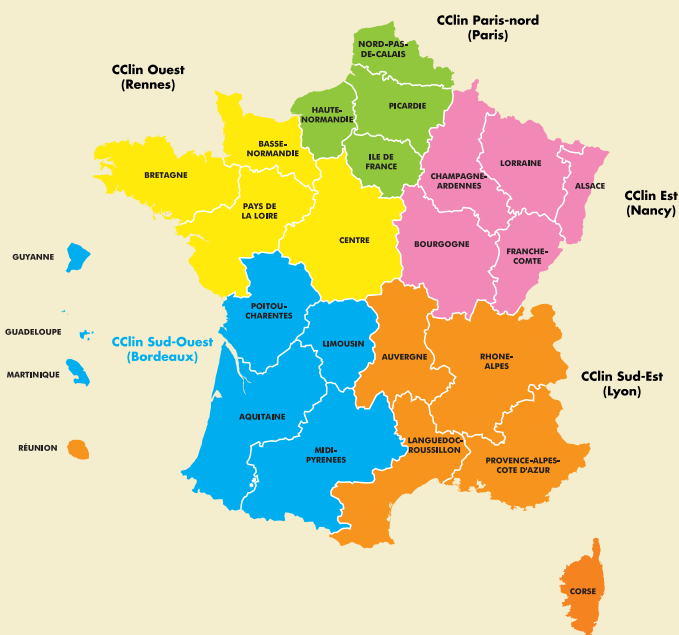 CClin Paris-nord
(Paris)
NORD-PAS-
DE-CALAIS
CClin Ouest
(Rennes)
HAUTE-
NORMANDIE
PICARDIE
BASSE-
NORMANDIE
ILE DE
FRANCE
LORRAINE
CHAMPAGNE-
ARDENNES
ALSACE
BRETAGNE
CClin Est
(Nancy)
PAYS DE
LA LOIRE
CENTRE
BOURGOGNE
FRANCHE-
COMTE
GUYANNE
POITOU-
CHARENTES
GUADELOUPE
CClin Sud-Ouest
(Bordeaux)
LIMOUSIN
AUVERGNE
RHONE-
ALPES
MARTINIQUE
CClin Sud-Est
(Lyon)
AQUITAINE
RÉUNION
MIDI-
PYRENEES
LANGUEDOC-
ROUSSILLON
PROVENCE-ALPES-
COTE D'AZUR
CORSE